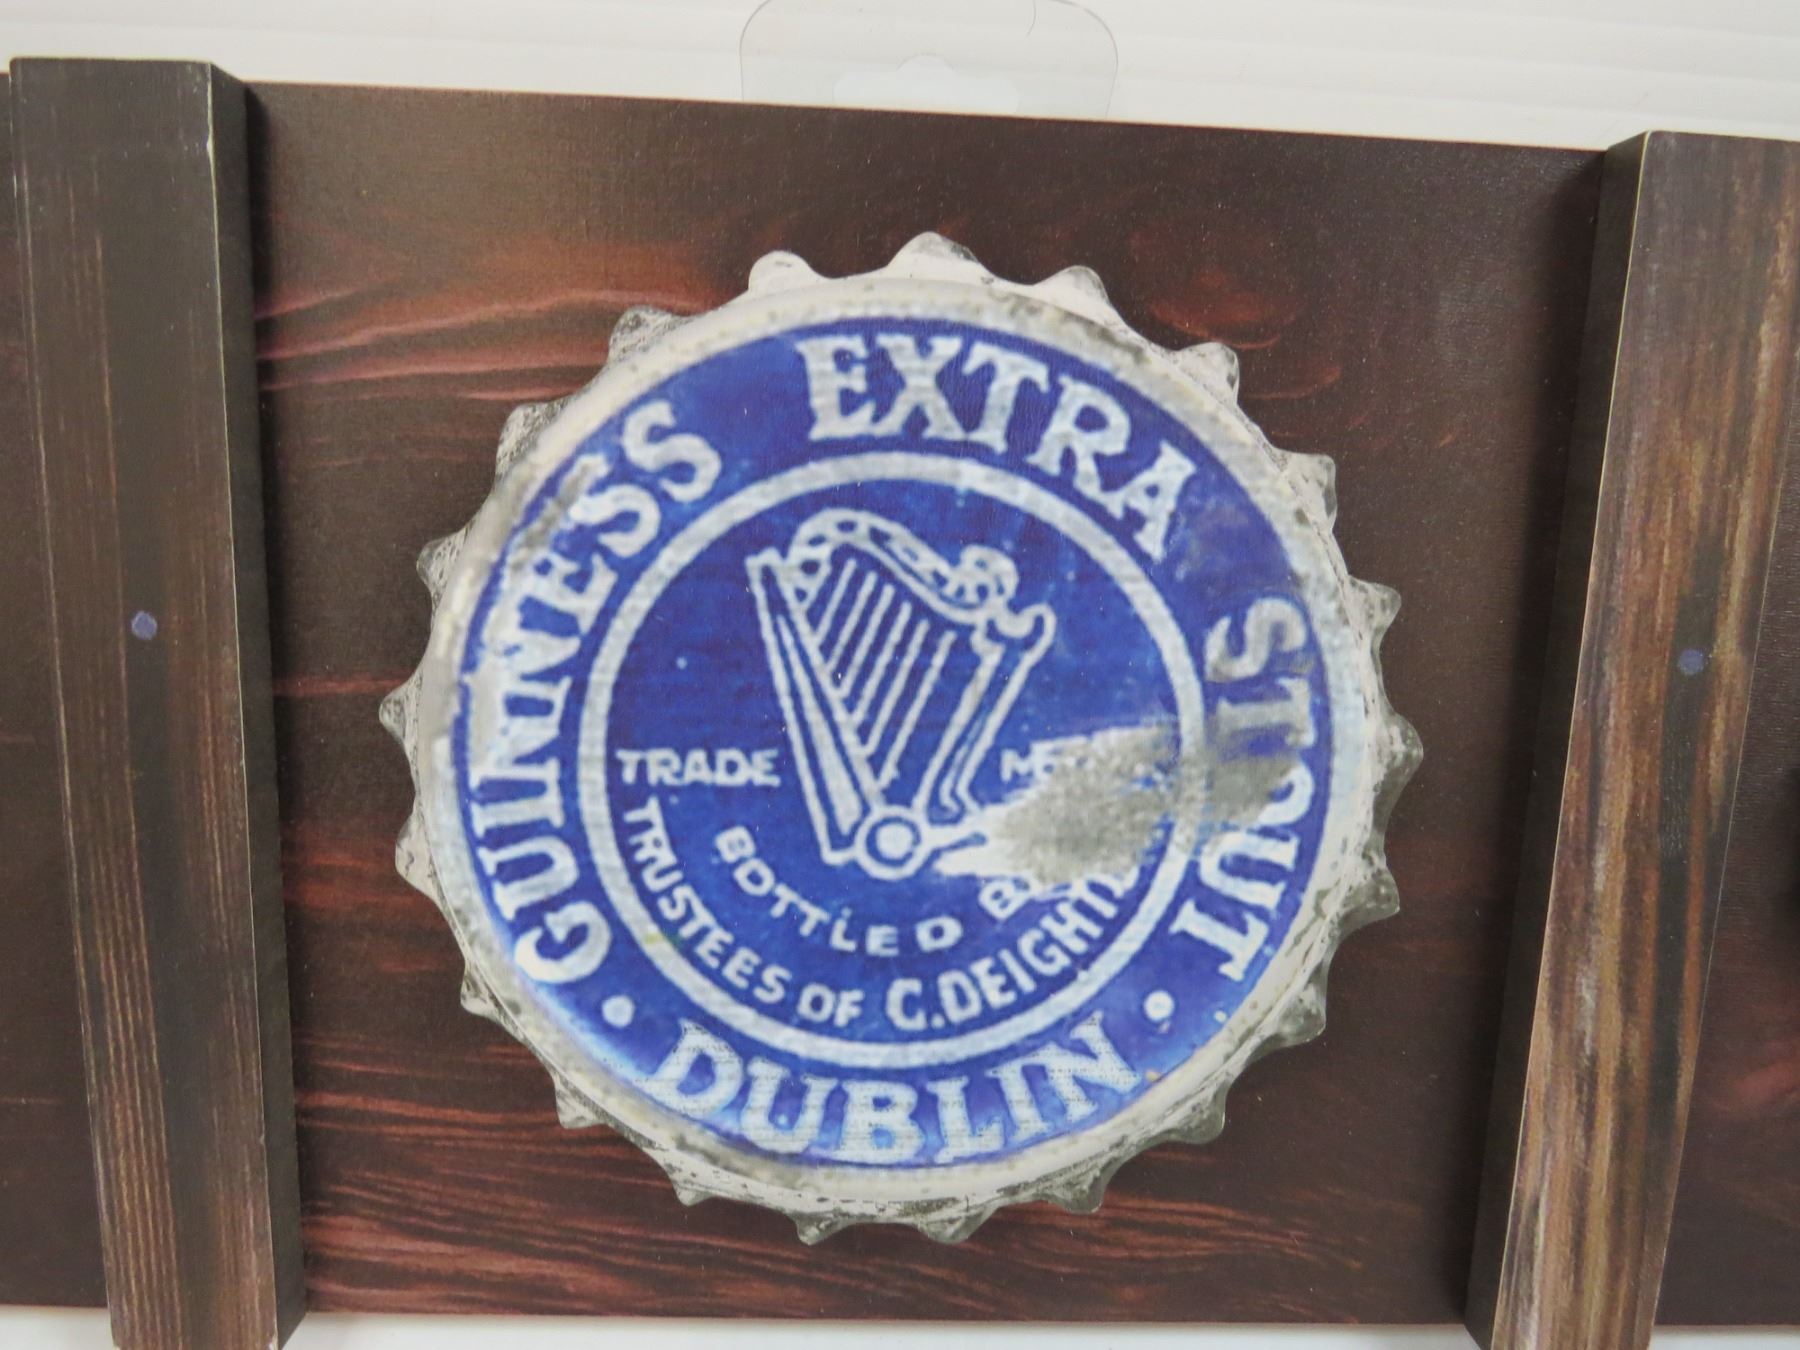 GUINNESS EXTRA STOUT
TRADE
BOTTLED
TRUSTEES OF C. DEIGHT
DUBLIN